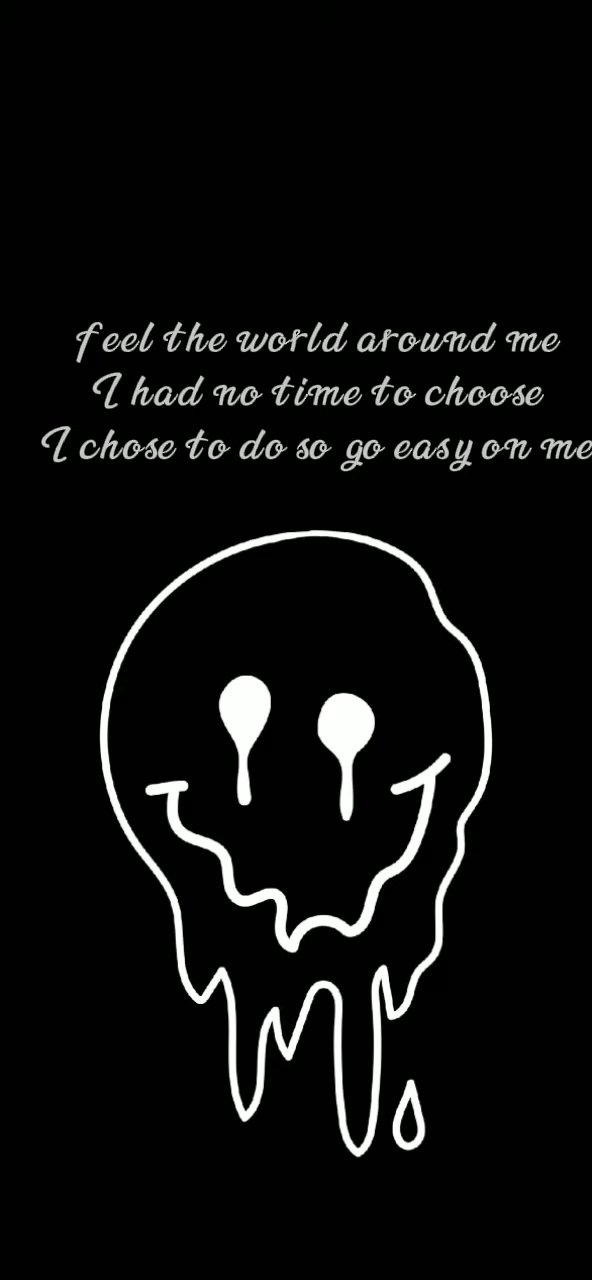 feel the world around me
I had no time to choose
I chose to do so go easy on me